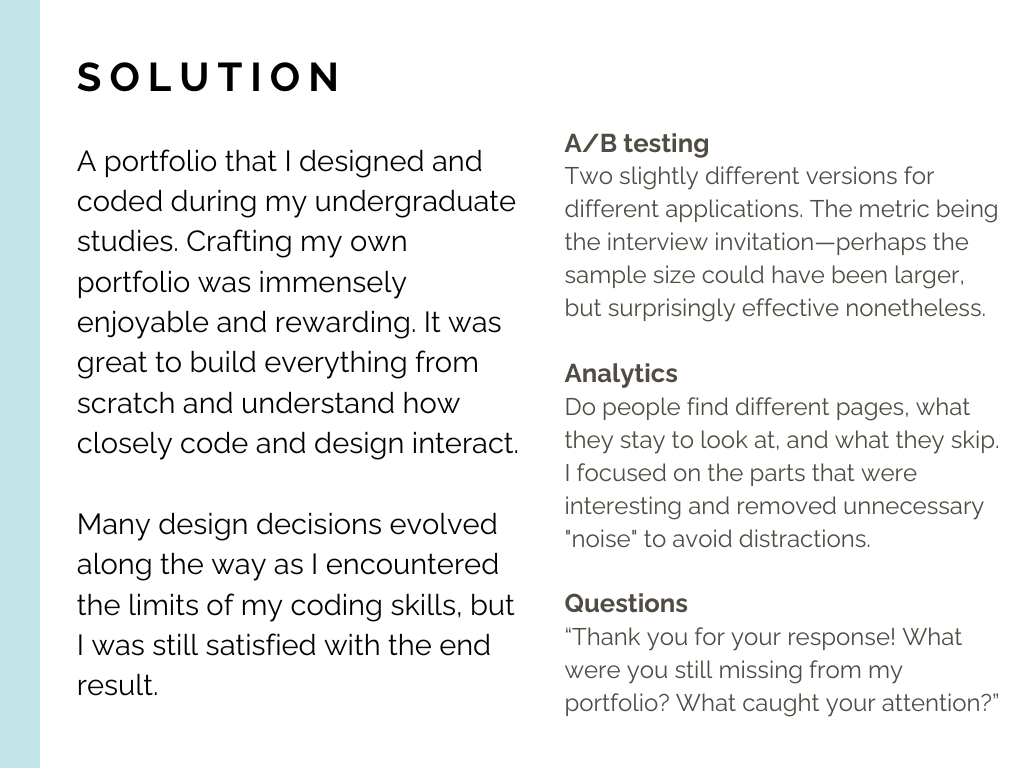 SOLUTION
A portfolio that I designed and
coded during my undergraduate
studies. Crafting my own
portfolio was immensely
enjoyable and rewarding. It was
great to build everything from
scratch and understand how
closely code and design interact.
Many design decisions evolved
along the way as I encountered
the limits of my coding skills, but
I was still satisfied with the end
result.
A/B testing
Two slightly different versions for
different applications. The metric being
the interview invitation—perhaps the
sample size could have been larger,
but surprisingly effective nonetheless.
Analytics
Do people find different pages, what
they stay to look at, and what they skip.
I focused on the parts that were
interesting and removed unnecessary
"noise" to avoid distractions.
Questions
“Thank you for your response! What
were you still missing from my
portfolio? What caught your attention?”